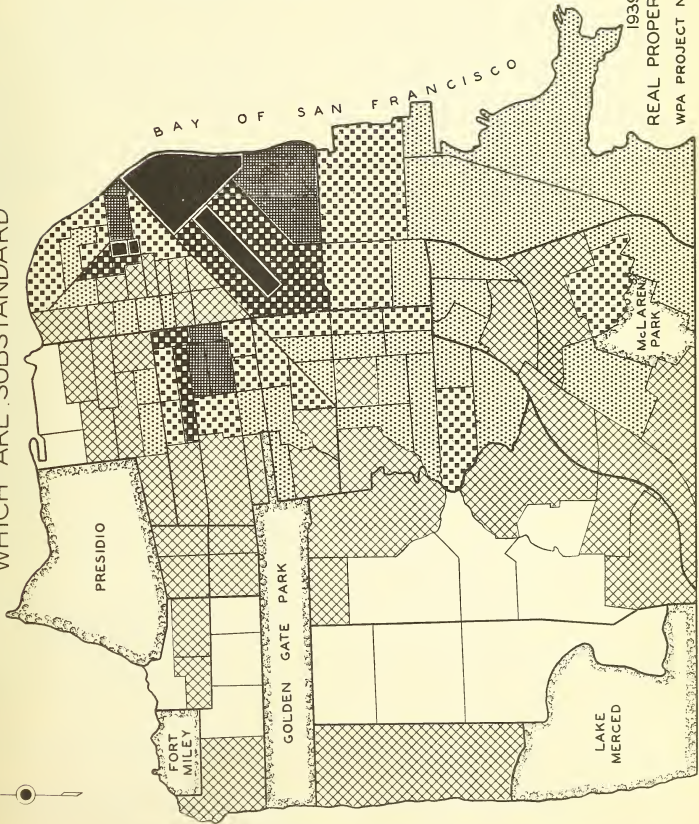 WHICH ARE SUBSTANDARD
BAY OF SAN FRANCISCO
PRESIDIO
FORT
MILEY
GOLDEN GATE PARK
LAKE
MERCED
McLAREN
PARK
1939
REAL PROPER
WPA PROJECT N